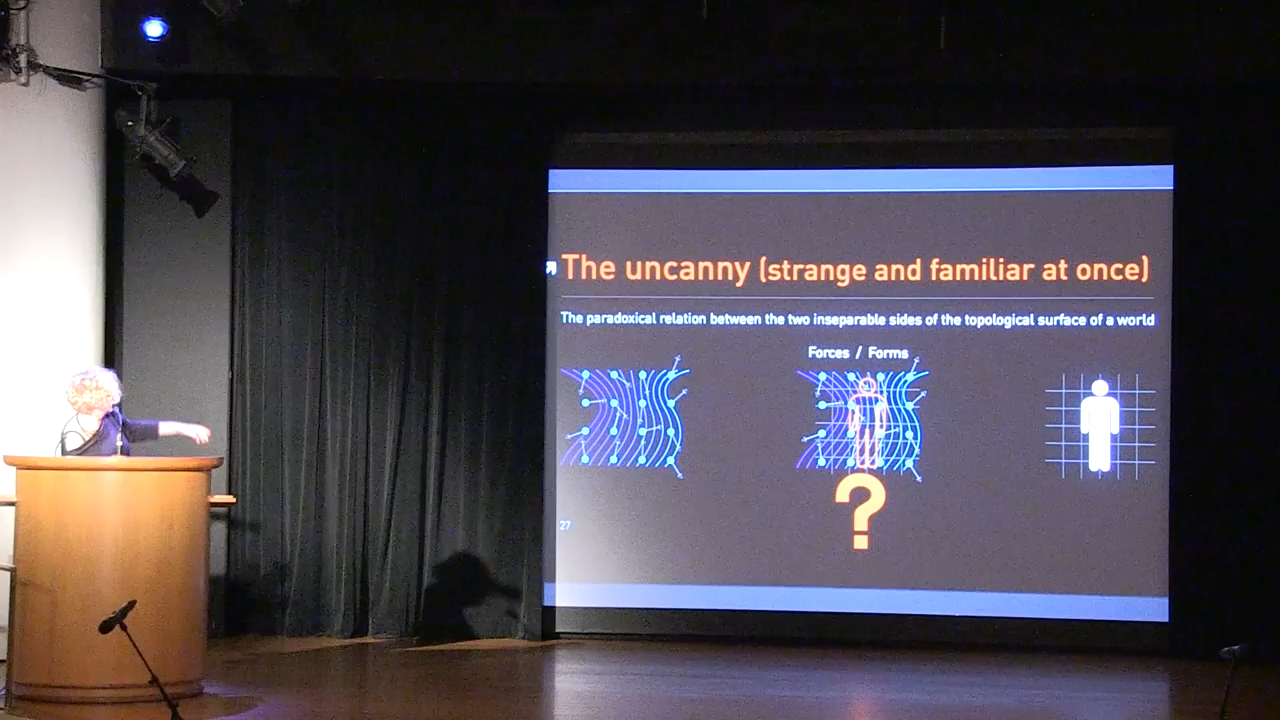 The uncanny (strange and familiar at once)
The paradoxical relation between the two inseparable sides of the topological surface of a world
Forces / Forms
?
27